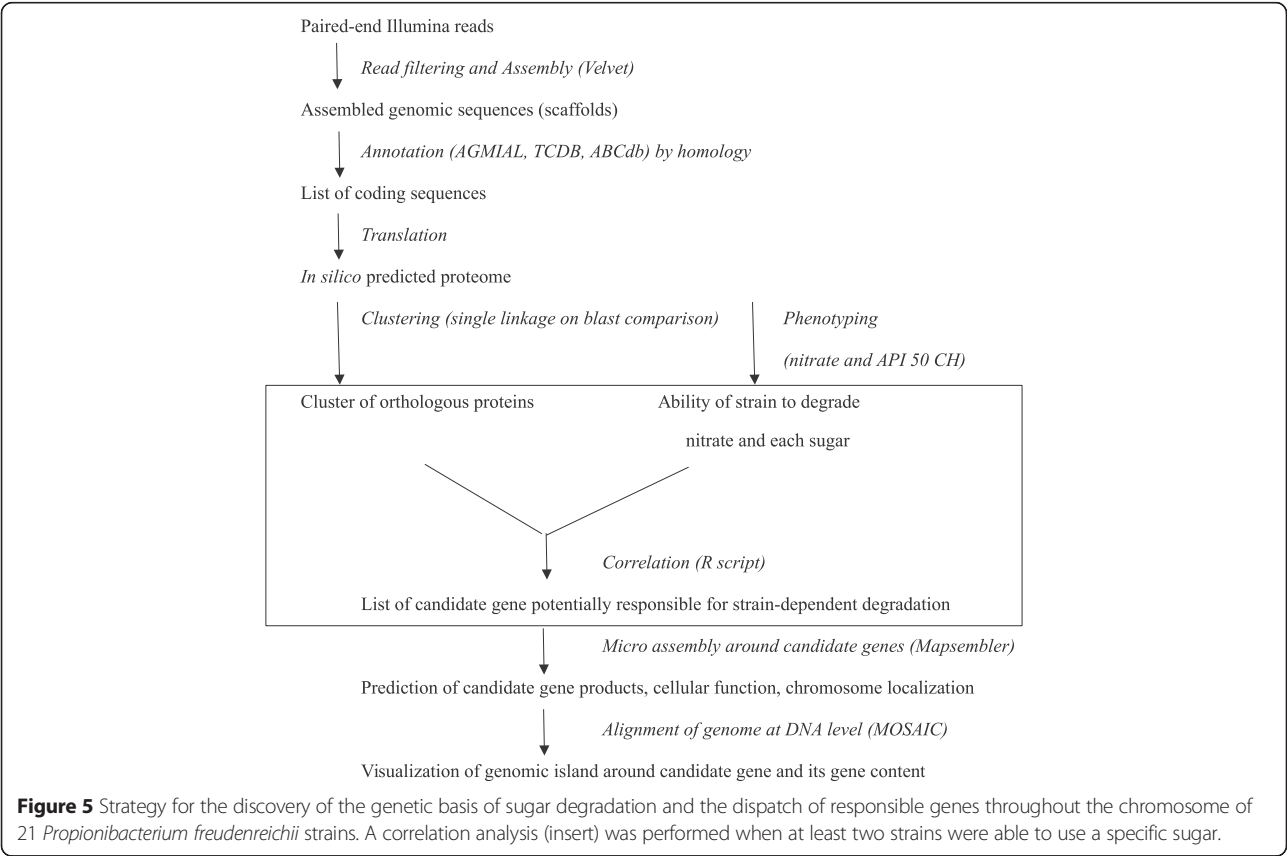 Paired-end Illumina reads
Read filtering and Assembly (Velvet)
Assembled genomic sequences (scaffolds)
Annotation (AGMIAL, TCDB, ABCdb) by homology
List of coding sequences
Translation
In silico predicted proteome
Clustering (single linkage on blast comparison)
Phenotyping
(nitrate and API 50 CH)
Cluster of orthologous proteins
Ability of strain to degrade
nitrate and each sugar
Correlation (R script)
List of candidate gene potentially responsible for strain-dependent degradation
Micro assembly around candidate genes (Mapsembler)
Prediction of candidate gene products, cellular function, chromosome localization
Alignment of genome at DNA level (MOSAIC)
Visualization of genomic island around candidate gene and its gene content
Figure 5 Strategy for the discovery of the genetic basis of sugar degradation and the dispatch of responsible genes throughout the chromosome of
21 Propionibacterium freudenreichii strains. A correlation analysis (insert) was performed when at least two strains were able to use a specific sugar.